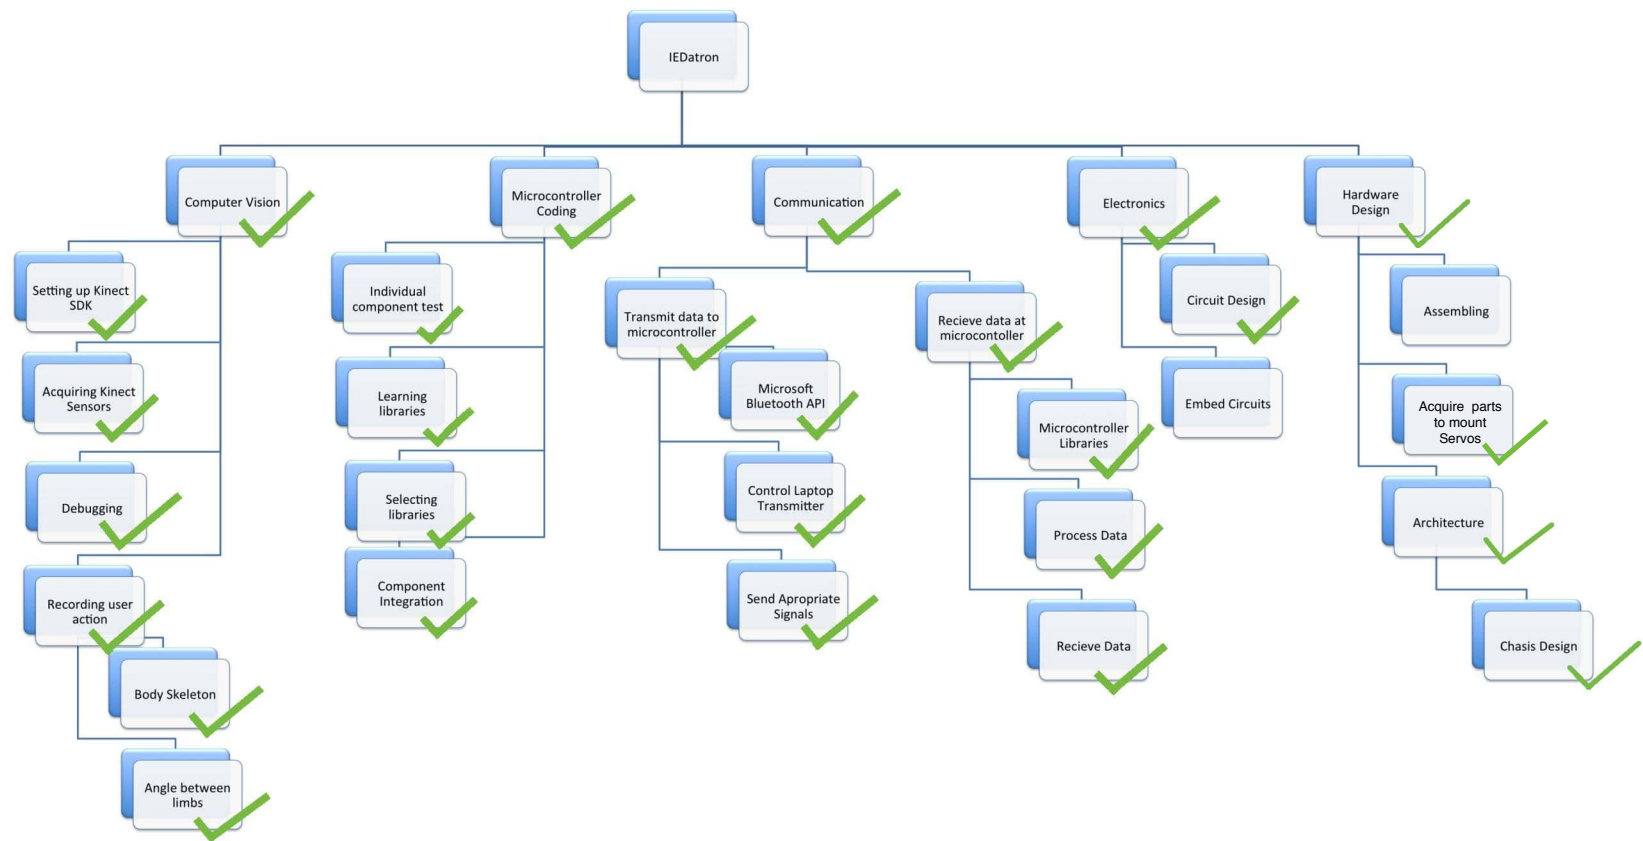 IEDatron
Computer Vision
Microcontroller
Coding
Communication
Electronics
Hardware
Design
Setting up Kinect
SDK
Acquiring Kinect
Sensors
Debugging
Recording user
action
Body Skeleton
Angle between
limbs
Individual
component test
Learning
libraries
Selecting
libraries
Component
Integration
Transmit data to
microcontroller
Microsoft
Bluetooth API
Control Laptop
Transmitter
Send Apropriate
Signals
Recieve data at
microcontoller
Microcontroller
Libraries
Process Data
Recieve Data
Circuit Design
Embed Circuits
Assembling
Acquire parts
to mount
Servos
Architecture
Chasis Design